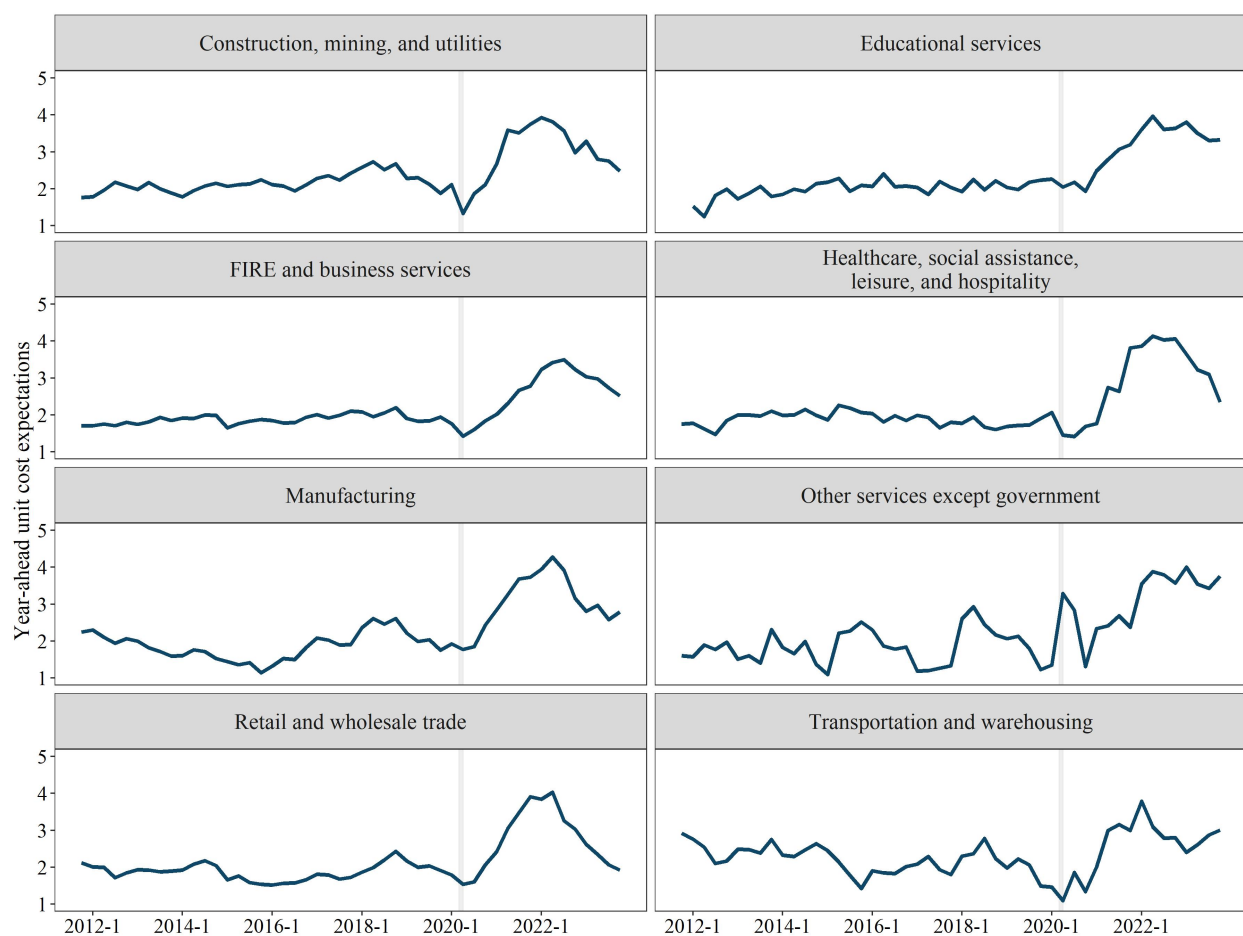 Construction, mining, and utilities
Educational services
5
4
3
2
1
FIRE and business services
Healthcare, social assistance,
leisure, and hospitality
5
4
3
2
1
Year-ahead unit cost expectations
Manufacturing
Other services except government
5
4
3
2
1
Retail and wholesale trade
Transportation and warehousing
5
4
3
2
1
2012-1 2014-1 2016-1 2018-1 2020-1 2022-1
2012-1 2014-1 2016-1 2018-1 2020-1 2022-1